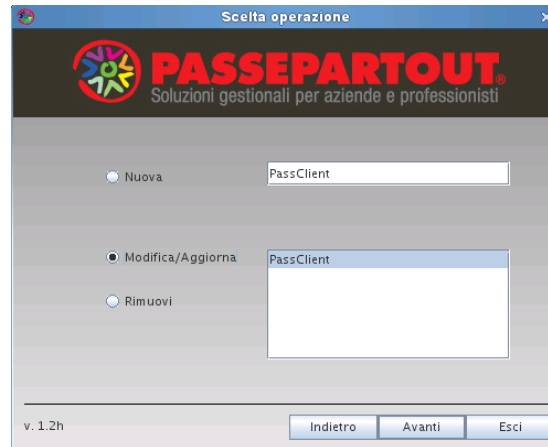 Scelta operazione
PASSEPARTOUT®
Soluzioni gestionali per aziende e professionisti
Nuova
PassClient
Modifica/Aggiorna
PassClient
Rimuovi
v. 1.2h
Indietro
Avanti
Esci